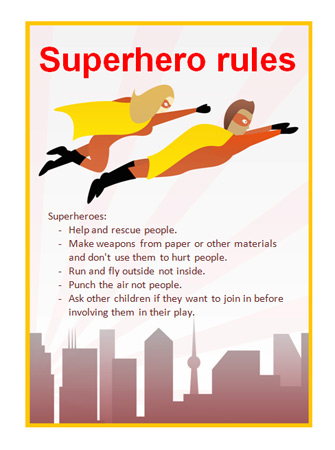 Superhero rules
Superheroes:
- Help and rescue people.
- Make weapons from paper or other materials
and don't use them to hurt people.
- Run and fly outside not inside.
- Punch the air not people.
- Ask other children if they want to join in before
involving them in their play.